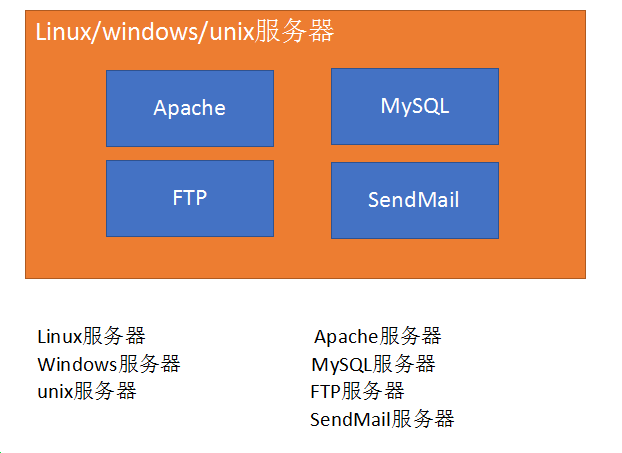 Linux/windows/unix服务器
Apache
MySQL
FTP
SendMail
Linux服务器
Windows服务器
unix服务器
Apache服务器
MySQL服务器
FTP服务器
SendMail服务器